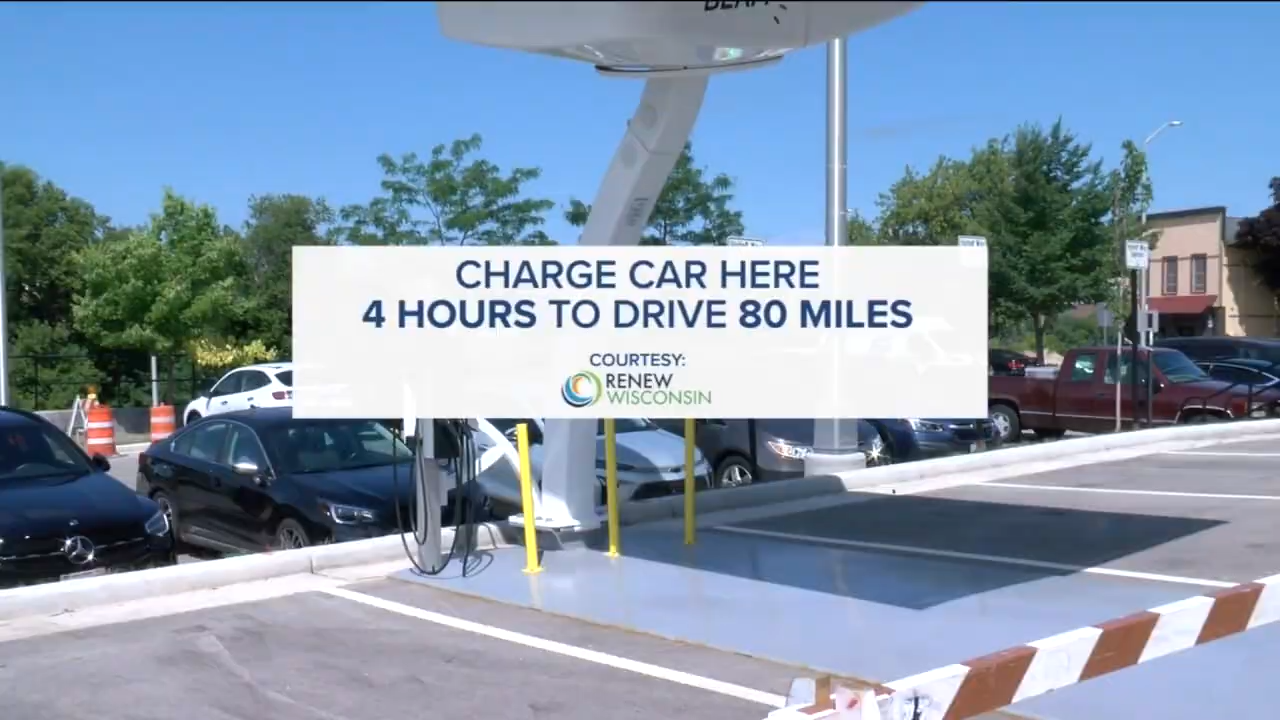 CHARGE CAR HERE
4 HOURS TO DRIVE 80 MILES
COURTESY:
RENEW
WISCONSIN